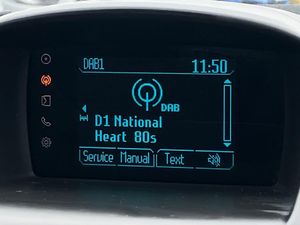 DAB1 11:50
DAB
D1 National
Heart 80s
Service Manual Text